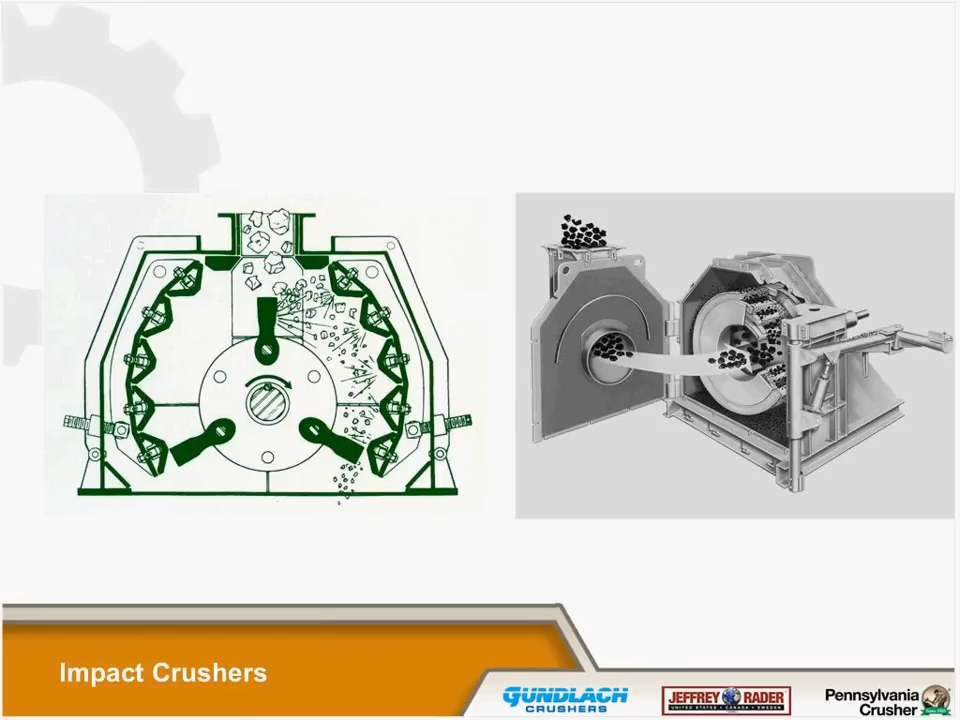 Impact Crushers
GUNDLACH
CRUSHERS
JEFFREY RADER
UNITED STATES • CANADA • SWEDEN
Pennsylvania
Crusher